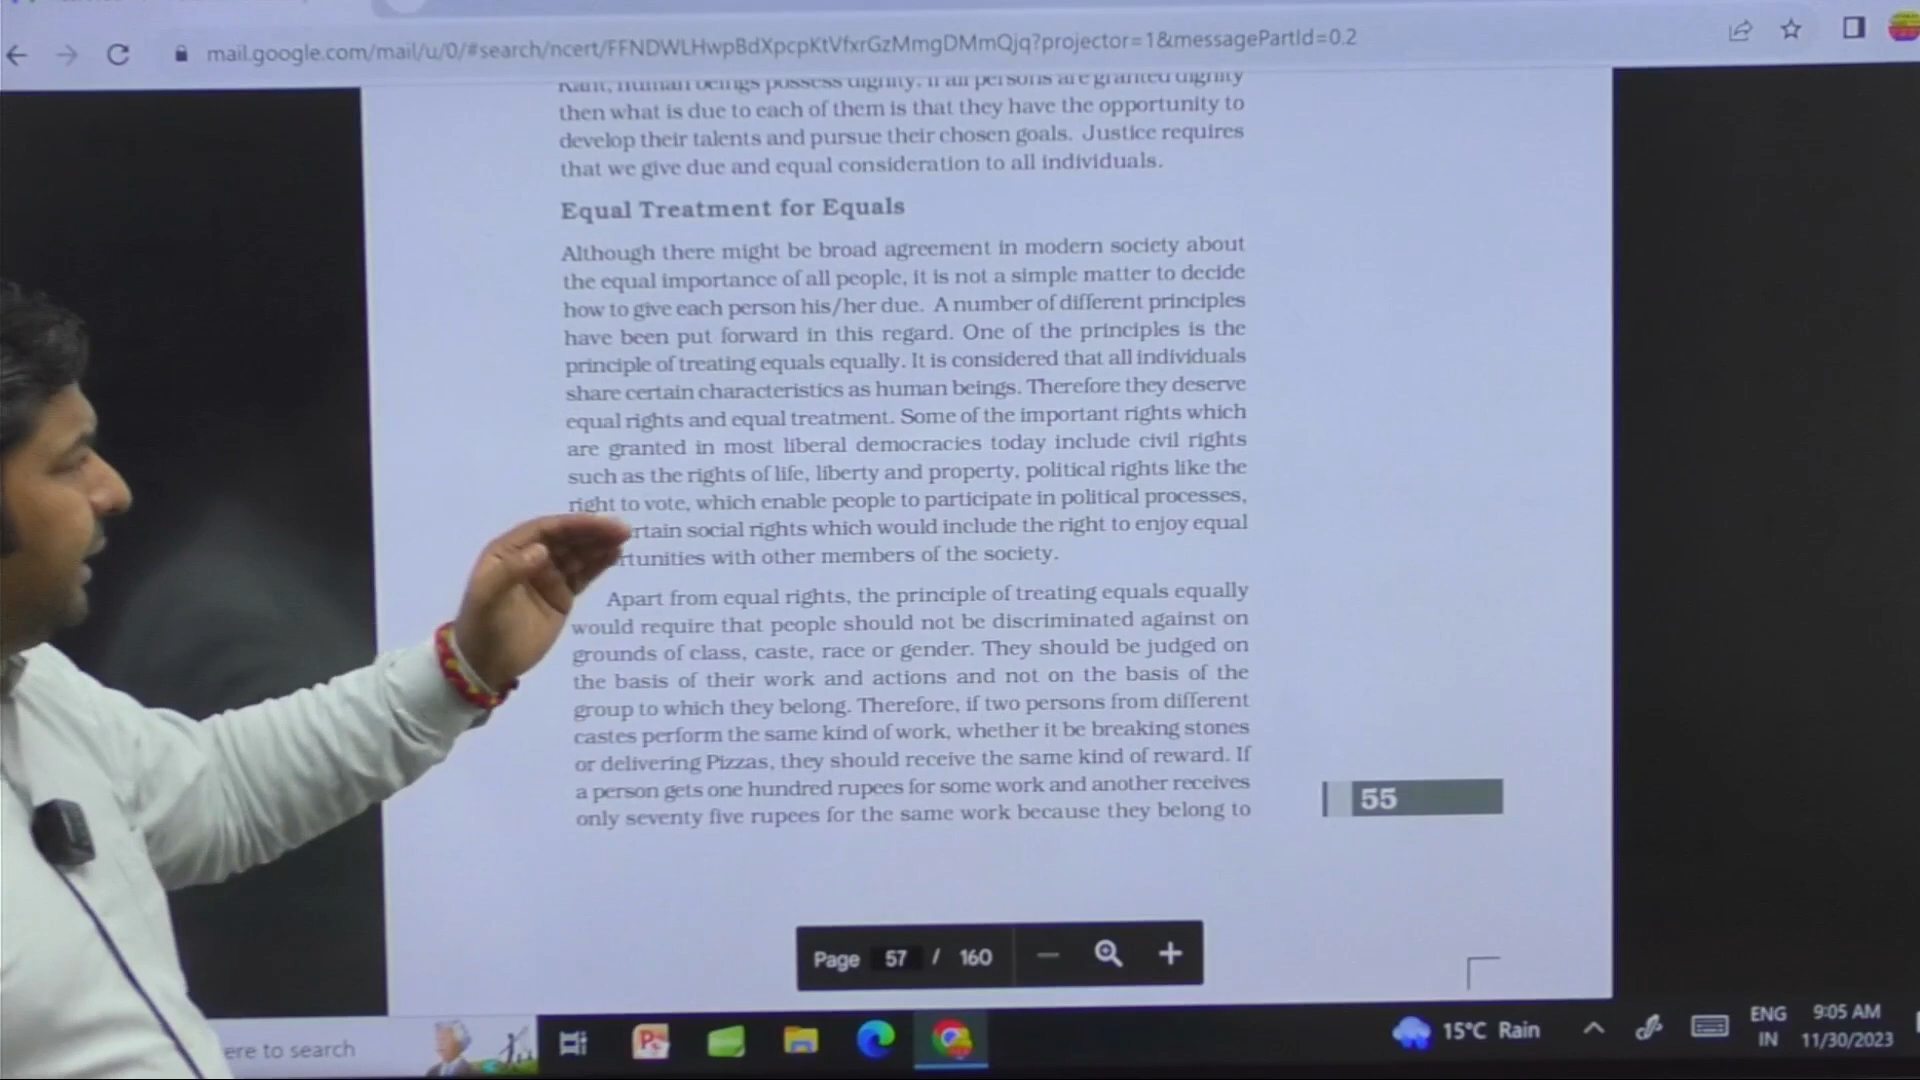 mail.google.com/mail/u/0/#search/ncert/FFNDWLHwpBdXpcpKtVfxrGzMmgDMmQjq?projector=1&messagePartId=0.2
Kant, human beings possess dignity. If all persons are granted dignity
then what is due to each of them is that they have the opportunity to
develop their talents and pursue their chosen goals. Justice requires
that we give due and equal consideration to all individuals.
Equal Treatment for Equals
Although there might be broad agreement in modern society about
the equal importance of all people, it is not a simple matter to decide
how to give each person his/her due. A number of different principles
have been put forward in this regard. One of the principles is the
principle of treating equals equally. It is considered that all individuals
share certain characteristics as human beings. Therefore they deserve
equal rights and equal treatment. Some of the important rights which
are granted in most liberal democracies today include civil rights
such as the rights of life, liberty and property, political rights like the
right to vote, which enable people to participate in political processes,
rtain social rights which would include the right to enjoy equal
rtunities with other members of the society.
Apart from equal rights, the principle of treating equals equally
would require that people should not be discriminated against on
grounds of class, caste, race or gender. They should be judged on
the basis of their work and actions and not on the basis of the
group to which they belong. Therefore, if two persons from different
castes perform the same kind of work, whether it be breaking stones
or delivering Pizzas, they should receive the same kind of reward. If
a person gets one hundred rupees for some work and another receives
only seventy five rupees for the same work because they belong to
55
Page 57 / 160
ere to search
15°C Rain
ENG
IN
9:05 AM
11/30/2023